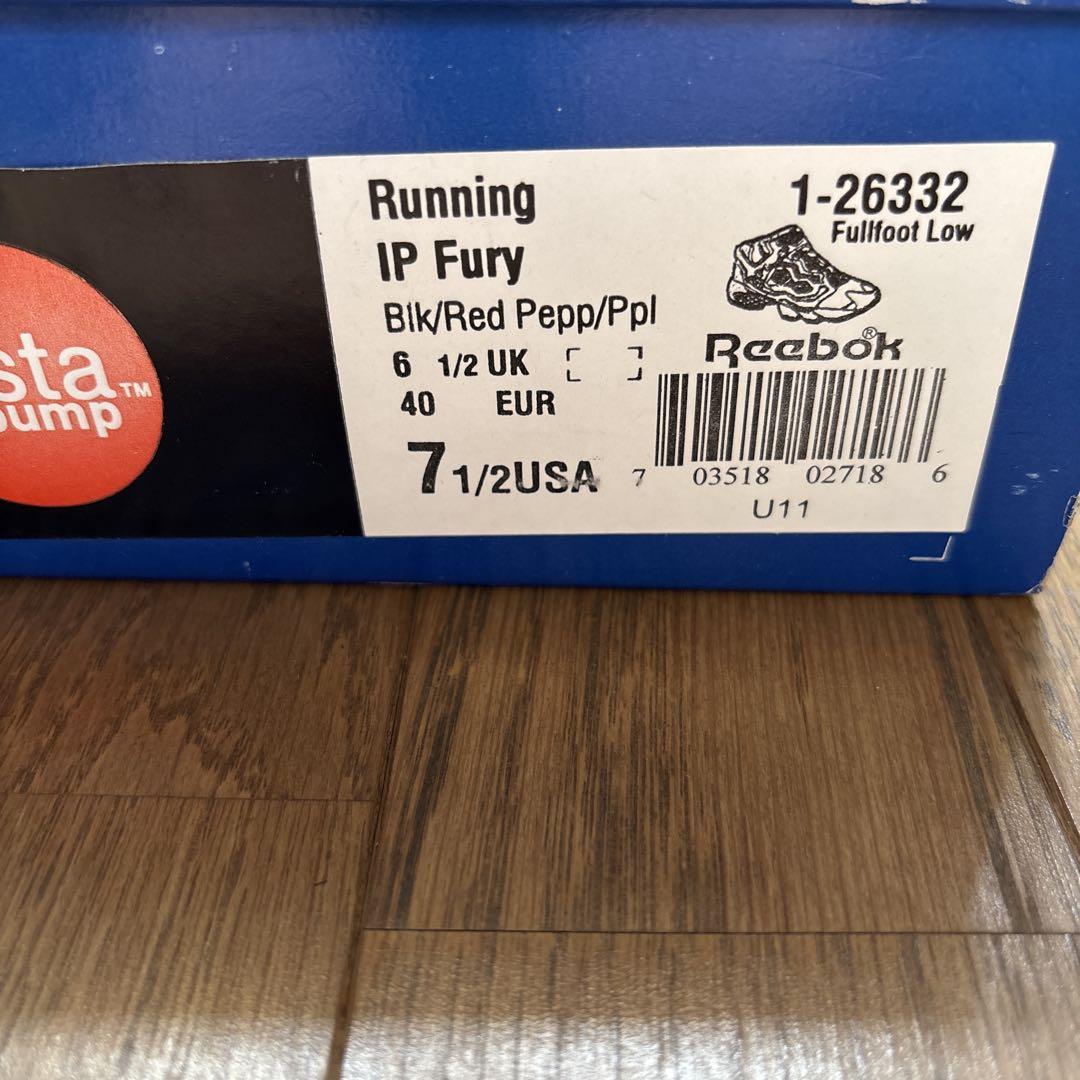 sta™
pump
Running
IP Fury
Blk/Red Pepp/Ppl
6 1/2 UK
40 EUR
7 1/2USA
1-26332
Fullfoot Low
Reebok®
7 03518 02718 6
U11